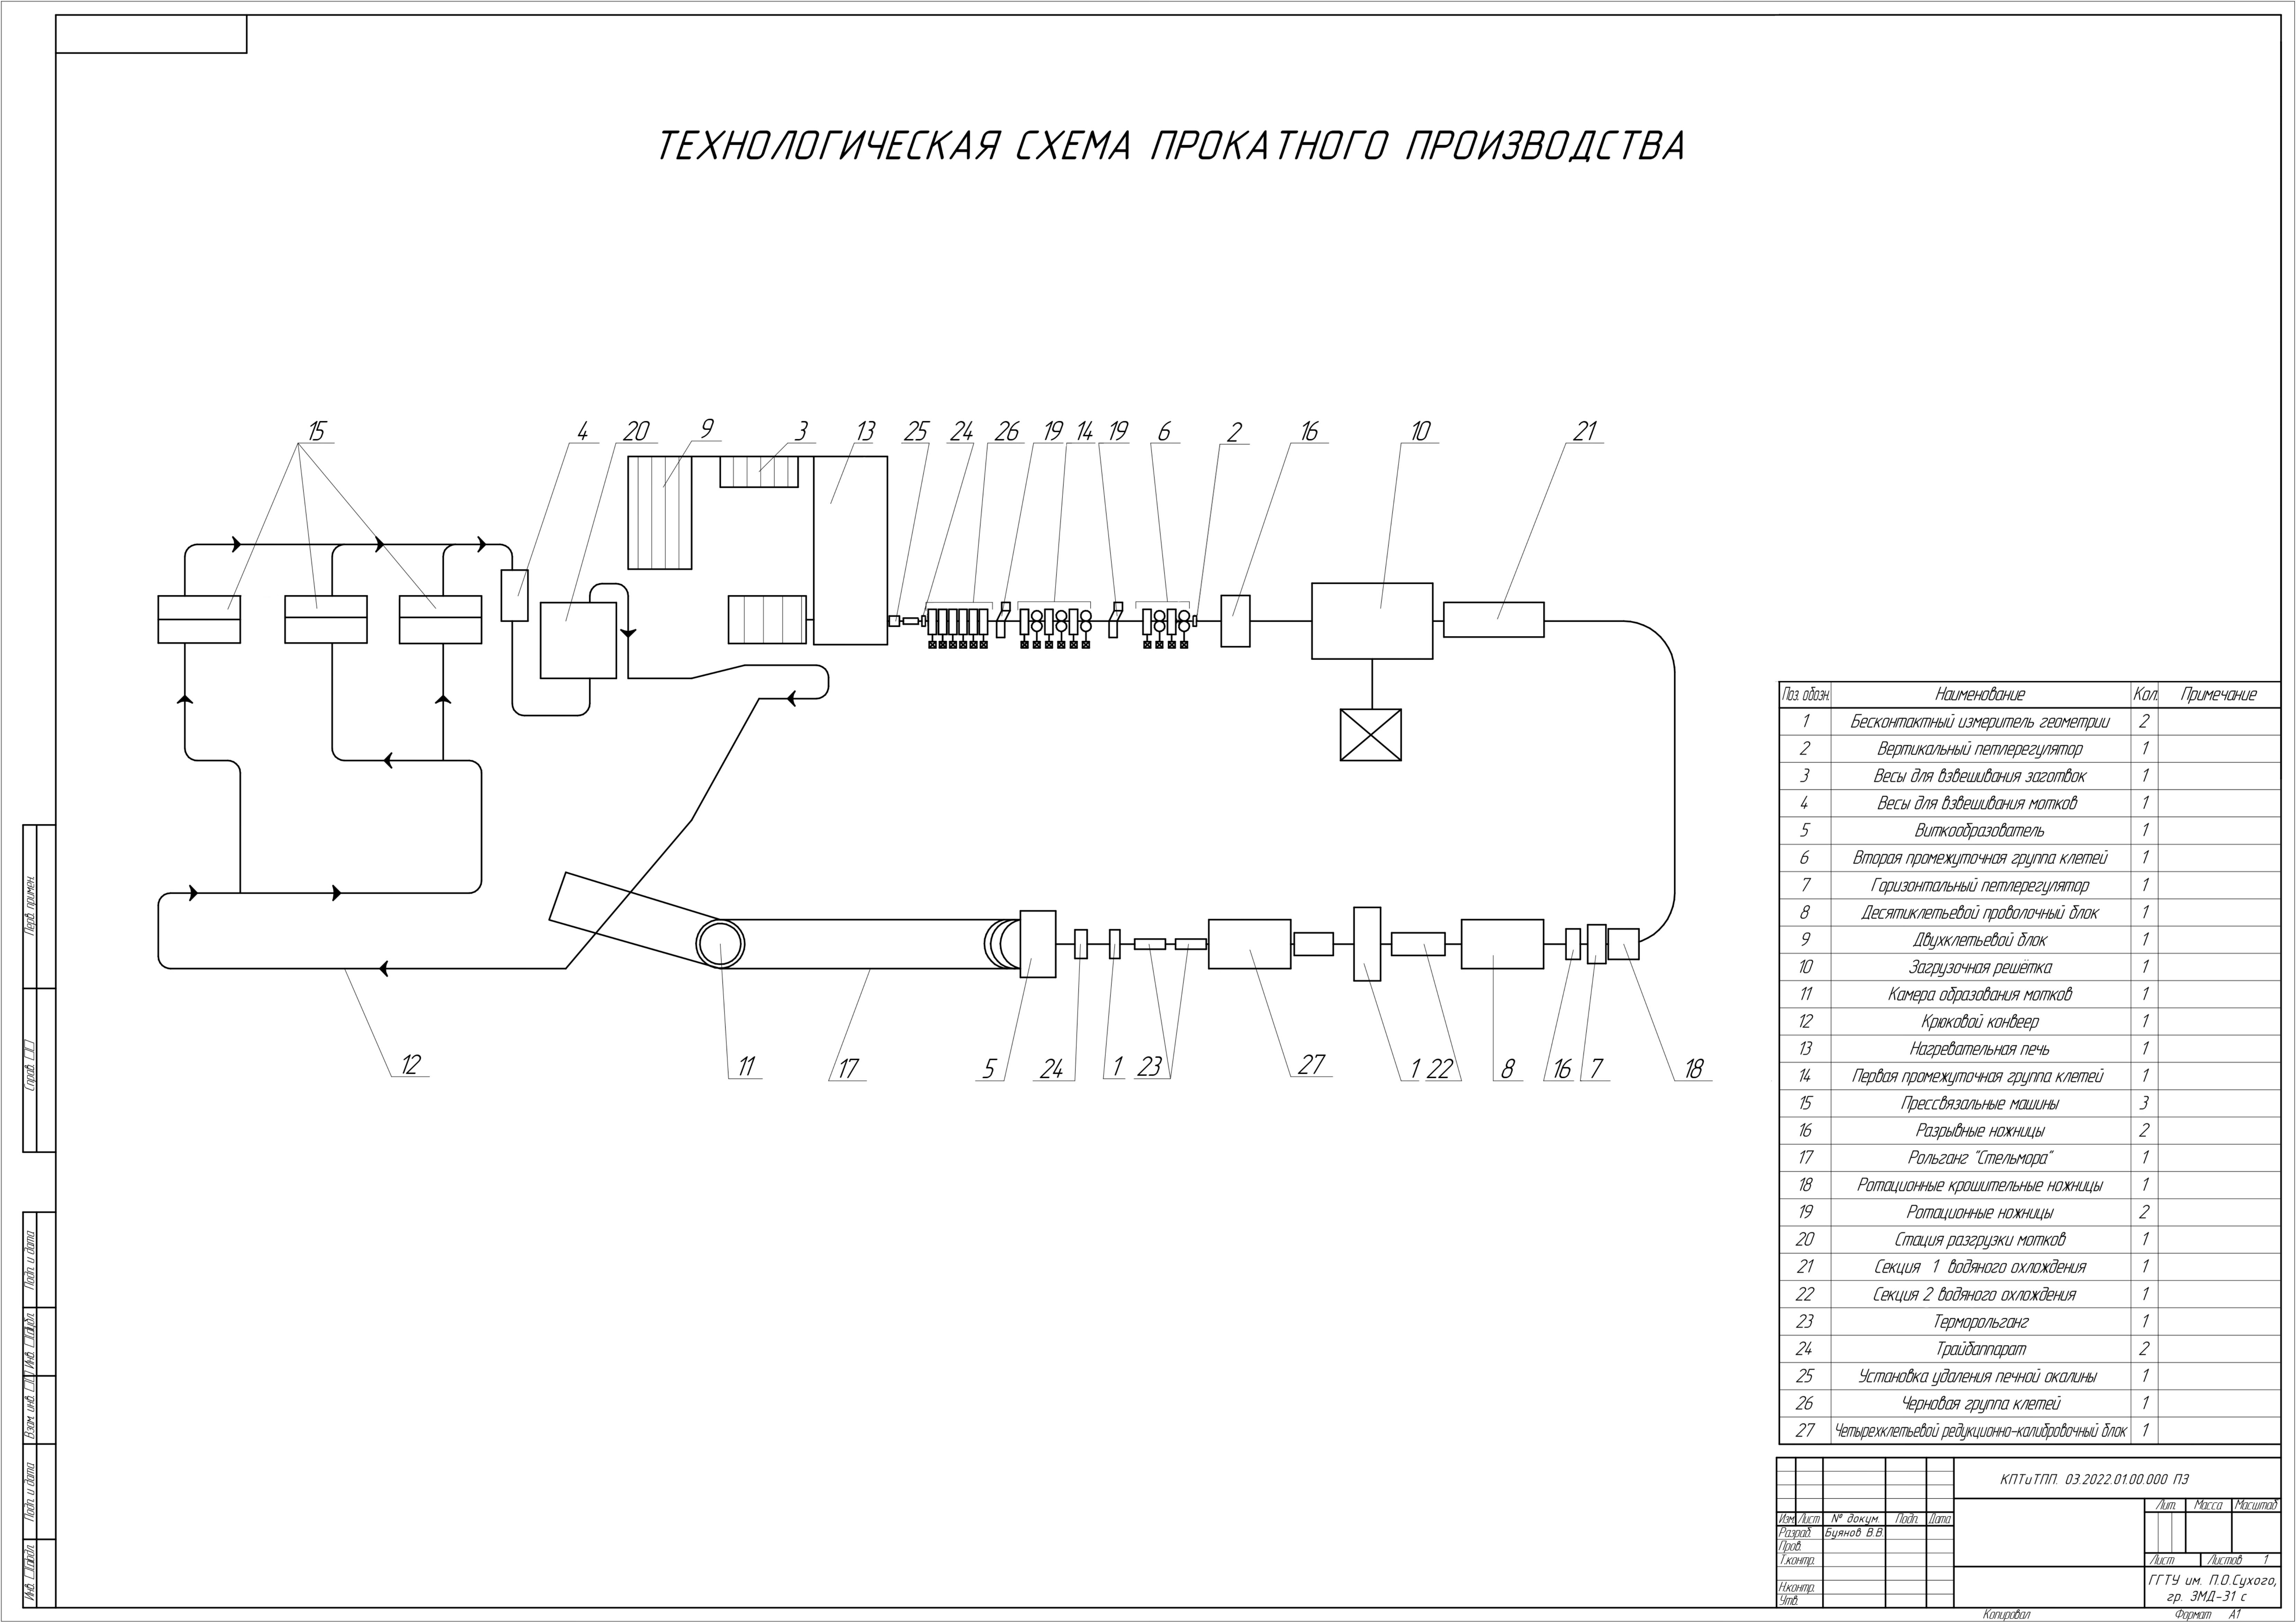 ТЕХНОЛОГИЧЕСКАЯ СХЕМА ПРОКАТНОГО ПРОИЗВОДСТВА
15 4 20 9 3 13 25 24 26 19 14 19 6 2 16 10 21
12 11 17 5 24 1 23 27 1 22 8 16 7 18
Поз. обозн. Наименование Кол. Примечание
1 Бесконтактный измеритель геометрии 2
2 Вертикальный петлерегулятор 1
3 Весы для взвешивания заготвок 1
4 Весы для взвешивания мотков 1
5 Виткообразователь 1
6 Вторая промежуточная группа клетей 1
7 Горизонтальный петлерегулятор 1
8 Десятиклетьевой проволочный блок 1
9 Двухклетьевой блок 1
10 Загрузочная решётка 1
11 Камера образования мотков 1
12 Крюковой конвеер 1
13 Нагревательная печь 1
14 Первая промежуточная группа клетей 1
15 Прессвязальные машины 3
16 Разрывные ножницы 2
17 Рольганг "Стельмора" 1
18 Ротационные крошительные ножницы 1
19 Ротационные ножницы 2
20 Стация разгрузки мотков 1
21 Секция 1 водяного охлождения 1
22 Секция 2 водяного охлождения 1
23 Терморольганг 1
24 Трайбаппарат 2
25 Установка удаления печной окалины 1
26 Черновая группа клетей 1
27 Четырехклетьевой редукционно-калибровочный блок 1
КПТиТПП. 03.2022.01.00.000 ПЗ
Лит. Масса Масштаб
Изм. Лист № докум. Подп. Дата
Разраб. Буянов В.В.
Пров.
Т.контр.
Лист Листов 1
Н.контр.
Утв.
ГГТУ им. П.О.Сухого,
гр. ЗМД-31 с
Копировал Формат А1
Перв. примен.
Справ. □□
Подп. и дата
Инв. □□дубл.
Взам. инв. □□
Подп. и дата
Инв. □□подл.